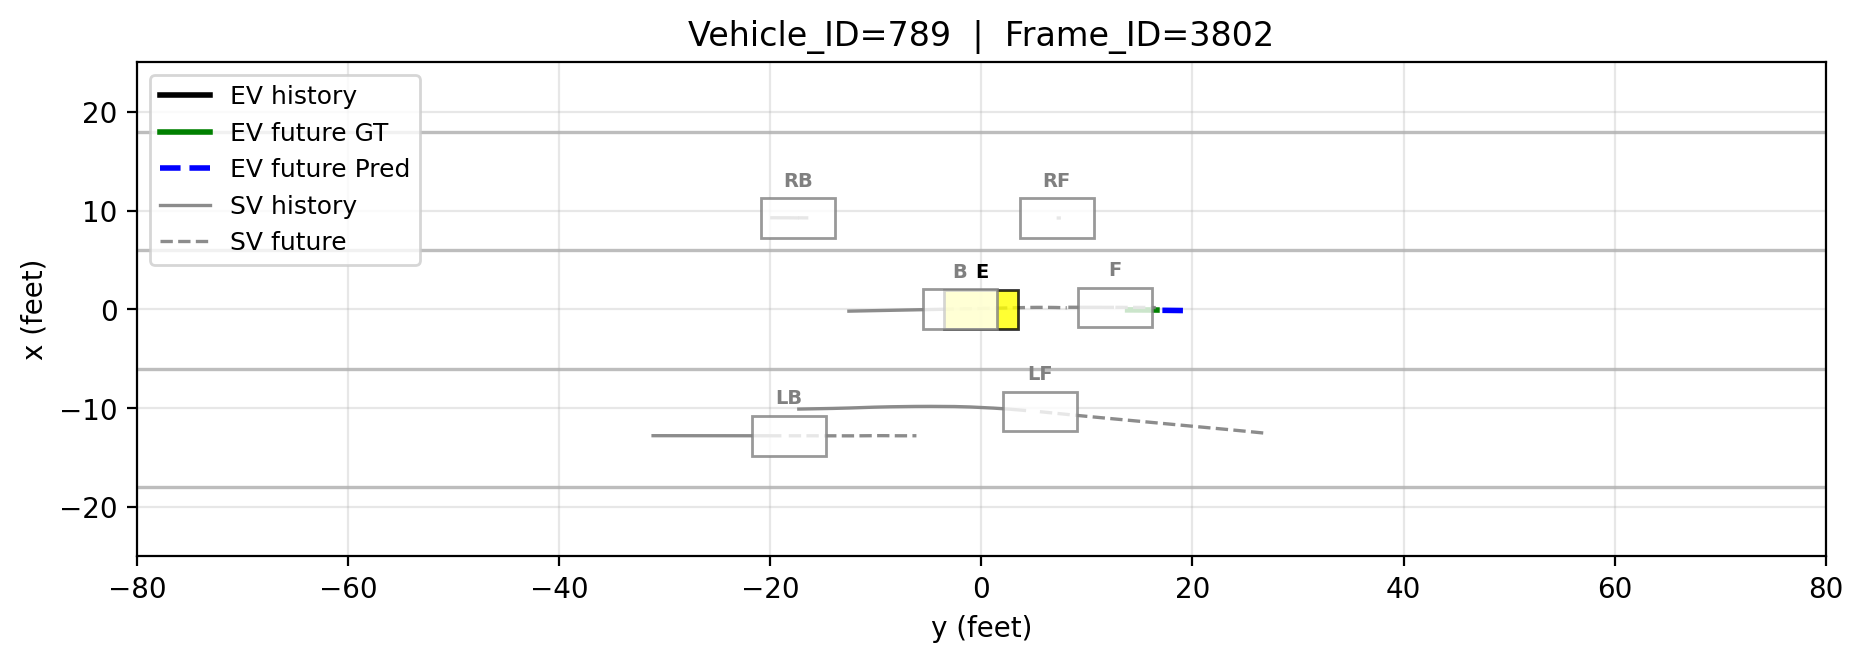 Vehicle_ID=789 | Frame_ID=3802
EV history
EV future GT
EV future Pred
SV history
SV future
RB
RF
B
E
F
LB
LF
20
10
0
−10
−20
x (feet)
−80
−60
−40
−20
0
20
40
60
80
y (feet)